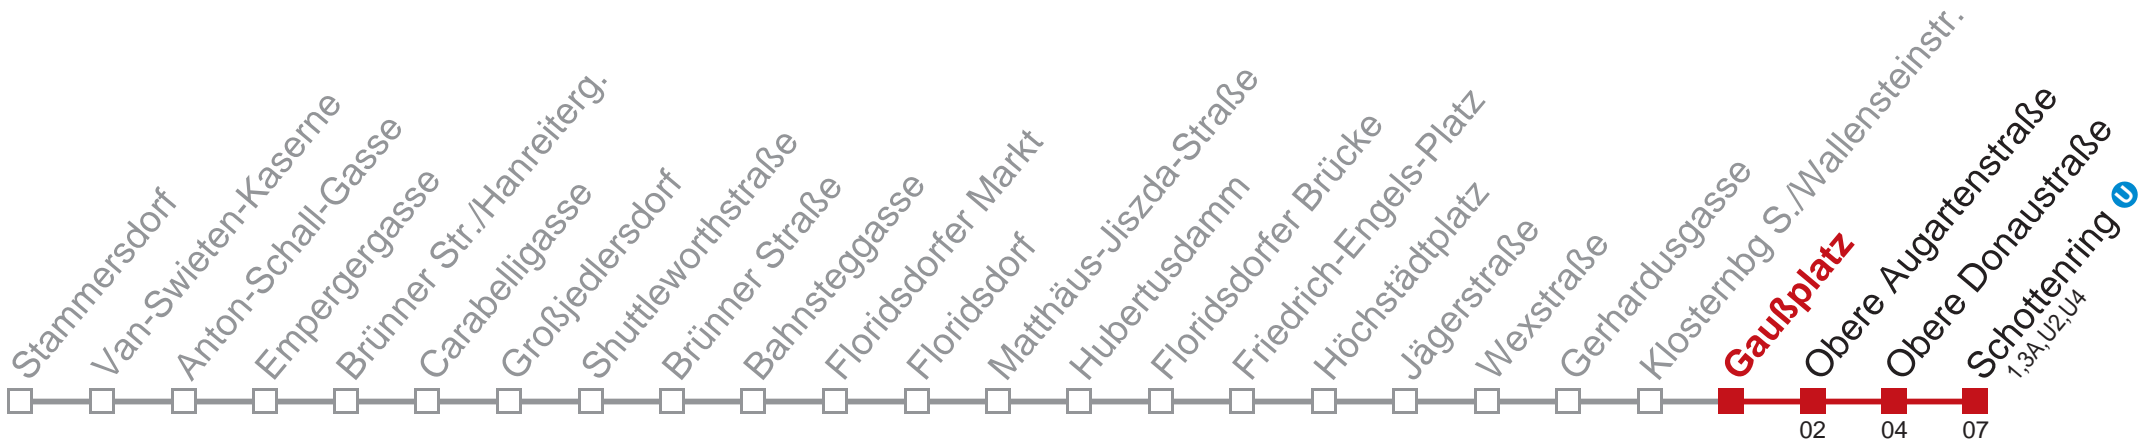 Stammersdorf
Van-Swieten-Kaserne
Anton-Schall-Gasse
Empergergasse
Brünner Str./Hanreiterg.
Carabelligasse
Großjedlersdorf
Shuttleworthstraße
Brünner Straße
Bahnsteggasse
Floridsdorfer Markt
Floridsdorf
Matthäus-Jiszda-Straße
Hubertusdamm
Floridsdorfer Brücke
Friedrich-Engels-Platz
Höchstädtplatz
Jägerstraße
Wexstraße
Gerhardusgasse
Klosternbg S./Wallensteinstr.
Gaußplatz
Obere Augartenstraße
Obere Donaustraße
Schottenring U
1,3A,U2,U4
02 04 07